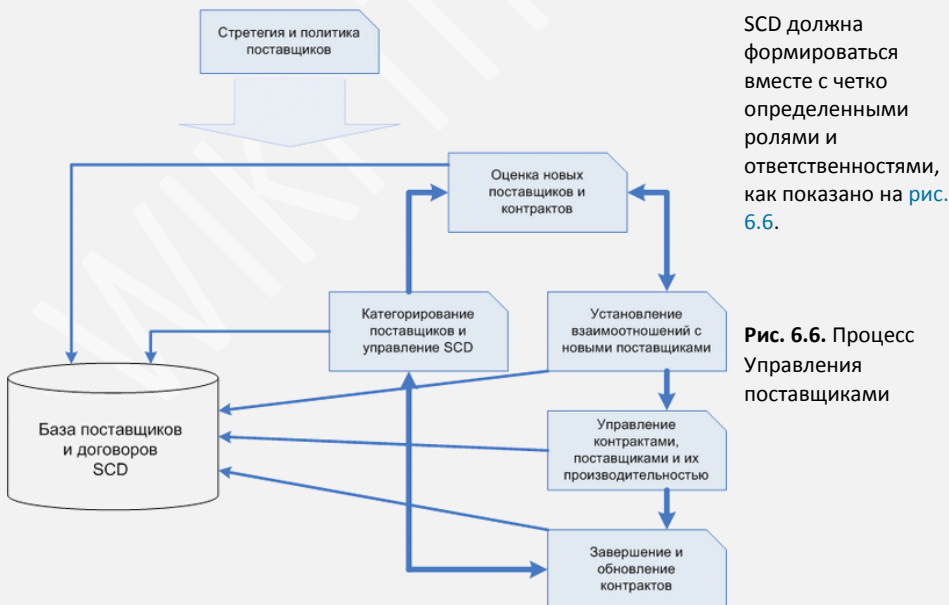 Стретегия и политика
поставщиков
Оценка новых
поставщиков и
контрактов
Категорирование
поставщиков и
управление SCD
Установление
взаимоотношений с
новыми поставщиками
База поставщиков
и договоров
SCD
Управление
контрактами,
поставщиками и их
производительностью
Завершение и
обновление
контрактов
SCD должна
формироваться
вместе с четко
определенными
ролями и
ответственностями,
как показано на рис.
6.6.
Рис. 6.6. Процесс
Управления
поставщиками